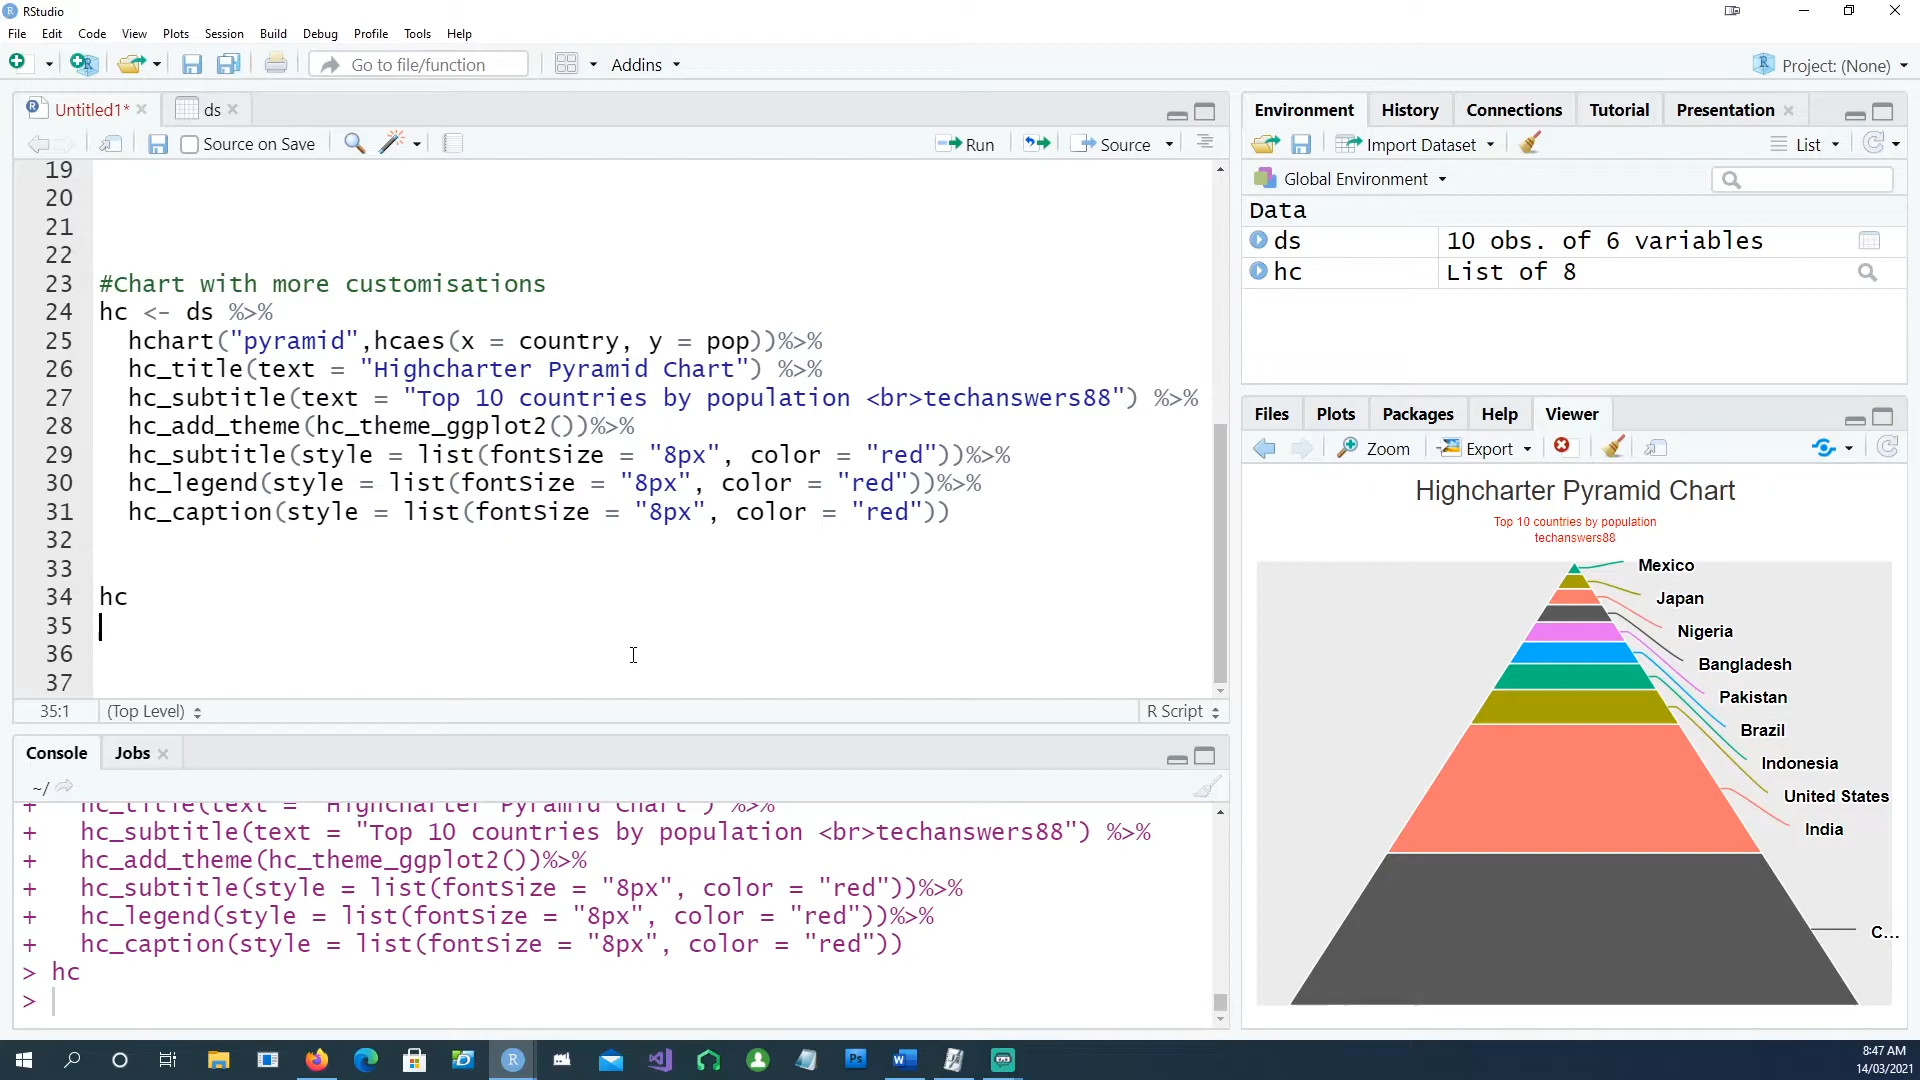 RStudio
File Edit Code View Plots Session Build Debug Profile Tools Help
Go to file/function Addins Project: (None)
Untitled1* ds
Source on Save Run Source
19
20
21
22
23 #Chart with more customisations
24 hc <- ds %>%
25 hchart("pyramid",hcaes(x = country, y = pop))%>%
26 hc_title(text = "Highcharter Pyramid Chart") %>%
27 hc_subtitle(text = "Top 10 countries by population <br>techanswers88") %>%
28 hc_add_theme(hc_theme_ggplot2())%>%
29 hc_subtitle(style = list(fontSize = "8px", color = "red"))%>%
30 hc_legend(style = list(fontSize = "8px", color = "red"))%>%
31 hc_caption(style = list(fontSize = "8px", color = "red"))
32
33
34 hc
35
36
37
35:1 (Top Level) R Script
Console Jobs
~/
+ hc_title(text = "Highcharter Pyramid Chart") %>%
+ hc_subtitle(text = "Top 10 countries by population <br>techanswers88") %>%
+ hc_add_theme(hc_theme_ggplot2())%>%
+ hc_subtitle(style = list(fontSize = "8px", color = "red"))%>%
+ hc_legend(style = list(fontSize = "8px", color = "red"))%>%
+ hc_caption(style = list(fontSize = "8px", color = "red"))
> hc
>
Environment History Connections Tutorial Presentation
Import Dataset List
Global Environment
Data
ds 10 obs. of 6 variables
hc List of 8
Files Plots Packages Help Viewer
Zoom Export
Highcharter Pyramid Chart
Top 10 countries by population
techanswers88
Mexico
Japan
Nigeria
Bangladesh
Pakistan
Brazil
Indonesia
United States
India
C...
8:47 AM
14/03/2021